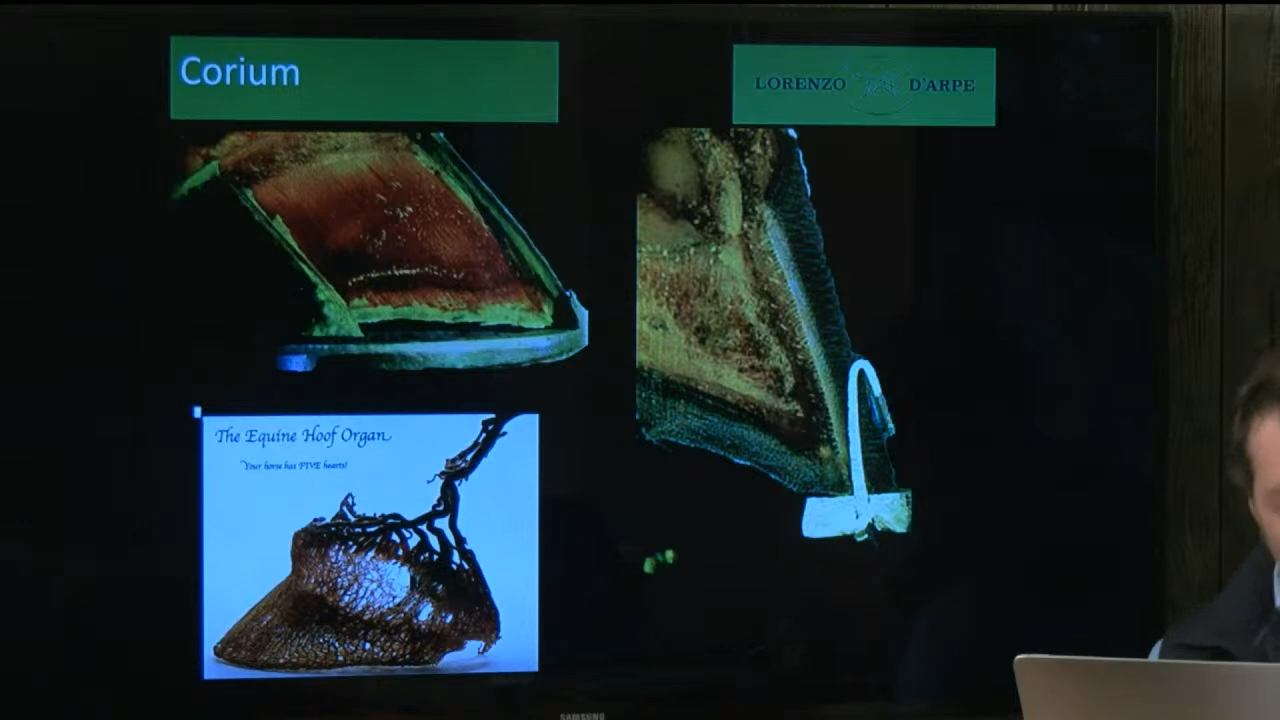 Corium
LORENZO D'ARPE
The Equine Hoof Organ
Your horse has FIVE hearts!
SAMSUNG